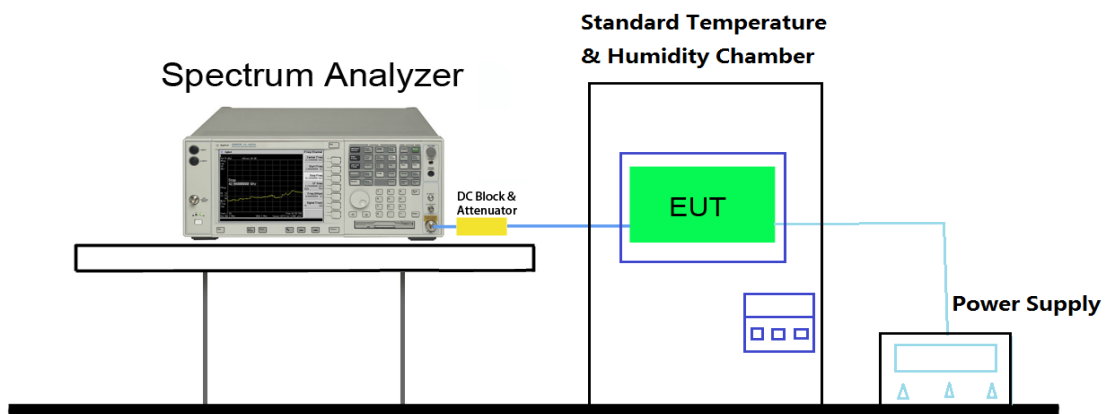 Standard Temperature
& Humidity Chamber
Spectrum Analyzer
DC Block &
Attenuator
EUT
Power Supply